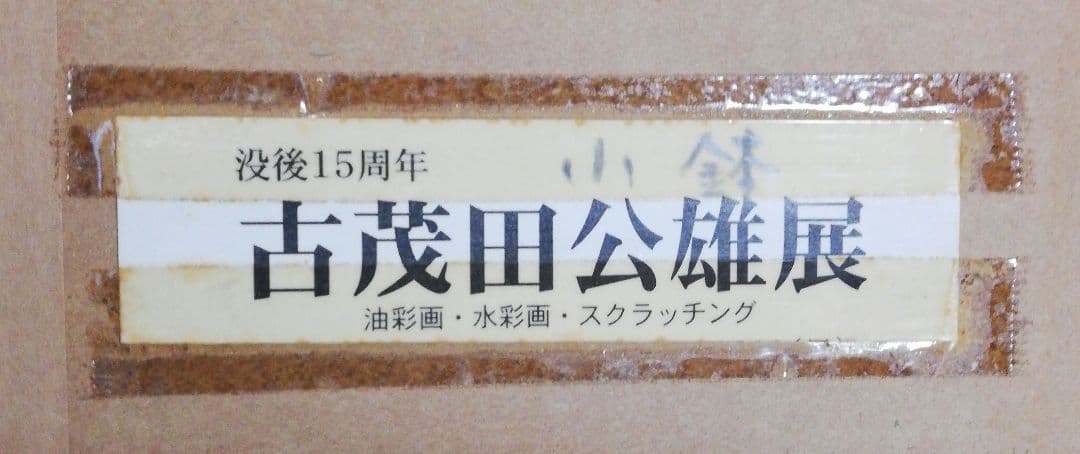 没後15周年
小鉢
古茂田公雄展
油彩画・水彩画・スクラッチング